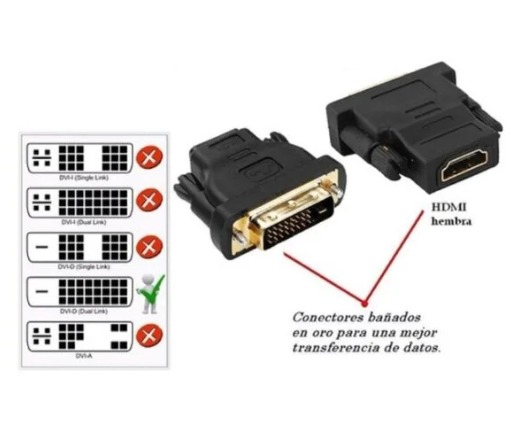 DVI-I (Single Link)
DVI-I (Dual Link)
DVI-D (Single Link)
DVI-D (Dual Link)
DVI-A
HDMI
hembra
Conectores bañados
en oro para una mejor
transferencia de datos.